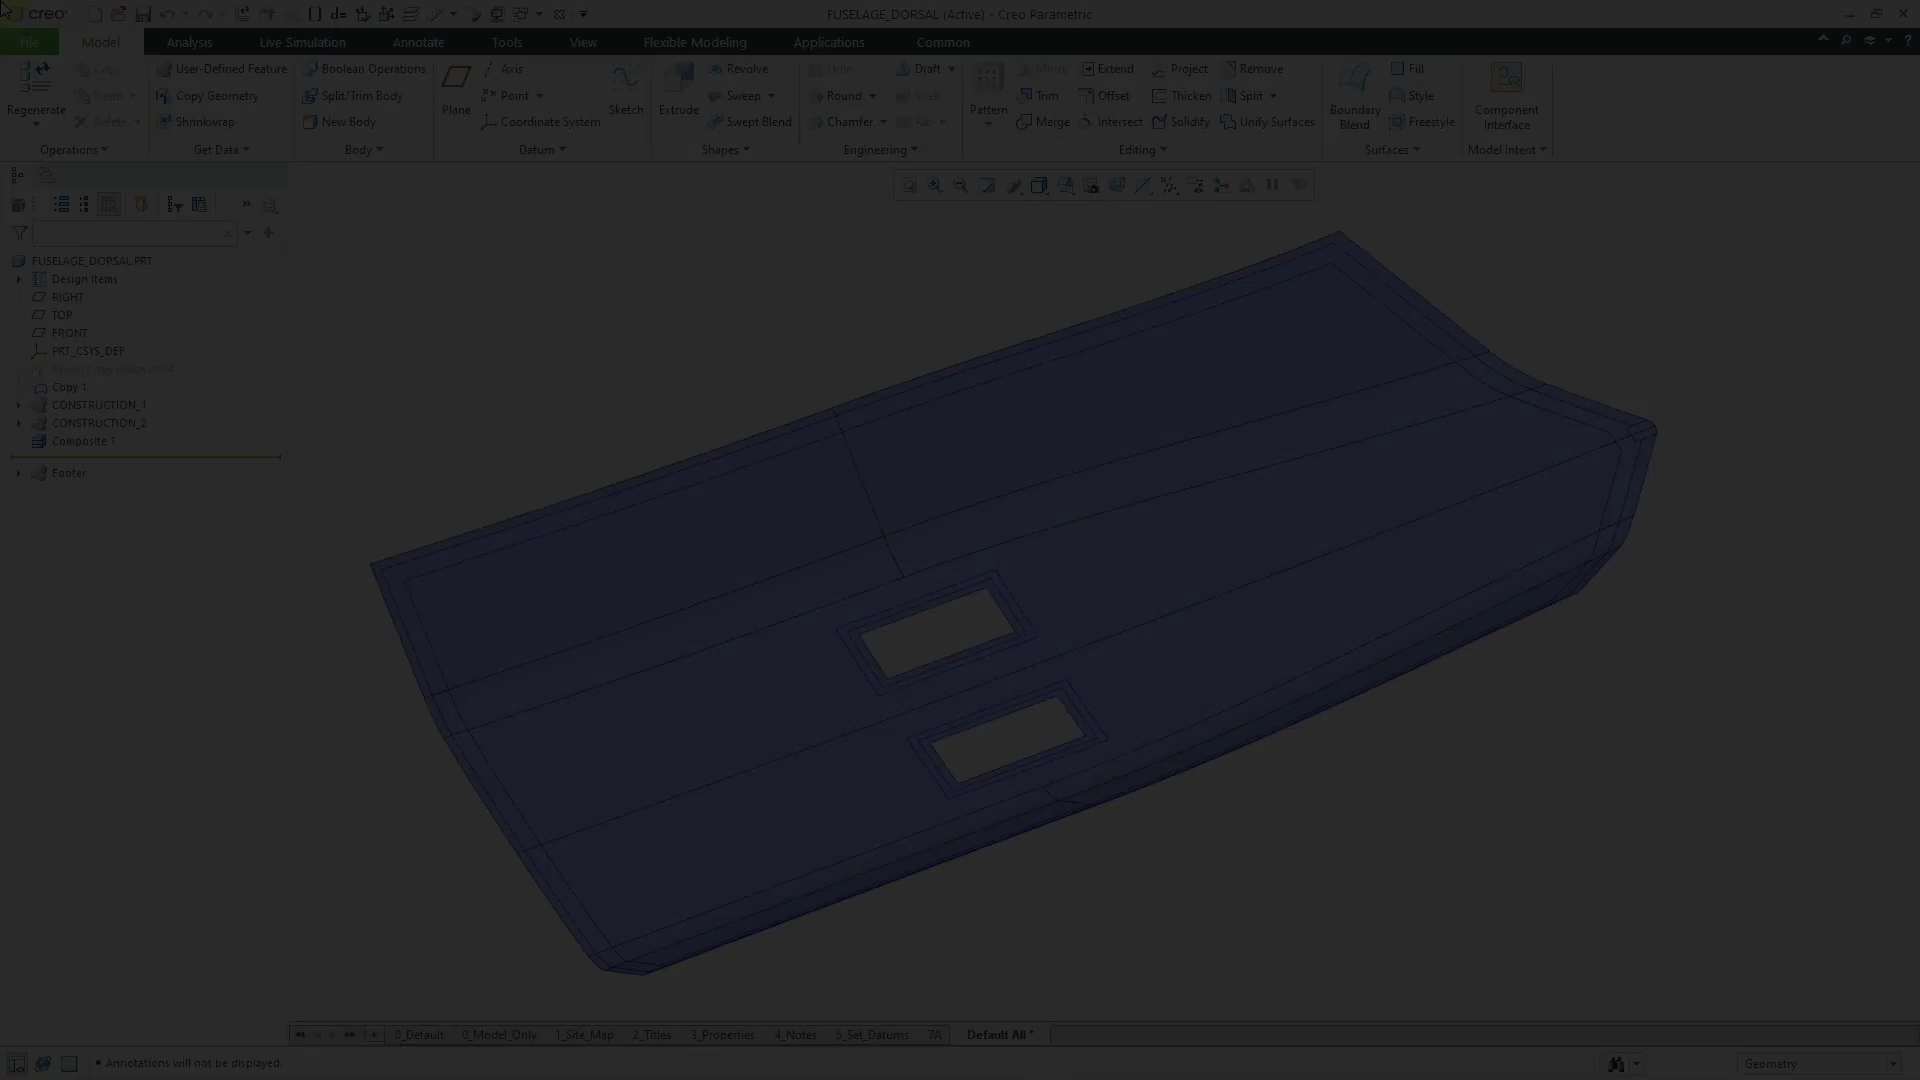 creo
FUSELAGE_DORSAL (Active) - Creo Parametric
File
Model
Analysis
Live Simulation
Annotate
Tools
View
Flexible Modeling
Applications
Common
Regenerate
Copy
Paste
Delete
Operations
User-Defined Feature
Copy Geometry
Shrinkwrap
Get Data
Boolean Operations
Split/Trim Body
New Body
Body
Plane
Axis
Point
Coordinate System
Sketch
Datum
Extrude
Revolve
Sweep
Swept Blend
Shapes
Hole
Round
Chamfer
Draft
Shell
Rib
Engineering
Pattern
Mirror
Trim
Merge
Extend
Offset
Intersect
Project
Thicken
Solidify
Remove
Split
Unify Surfaces
Editing
Boundary Blend
Fill
Style
Freestyle
Surfaces
Component Interface
Model Intent
FUSELAGE_DORSAL.PRT
Design Items
RIGHT
TOP
FRONT
PRT_CSYS_DEF
Copy 1
CONSTRUCTION_1
CONSTRUCTION_2
Composite 1
Footer
0_Default
0_Model_Only
1_Site_Map
2_Titles
3_Properties
4_Notes
5_Set_Datums
7A
Default All *
• Annotations will not be displayed.
Geometry